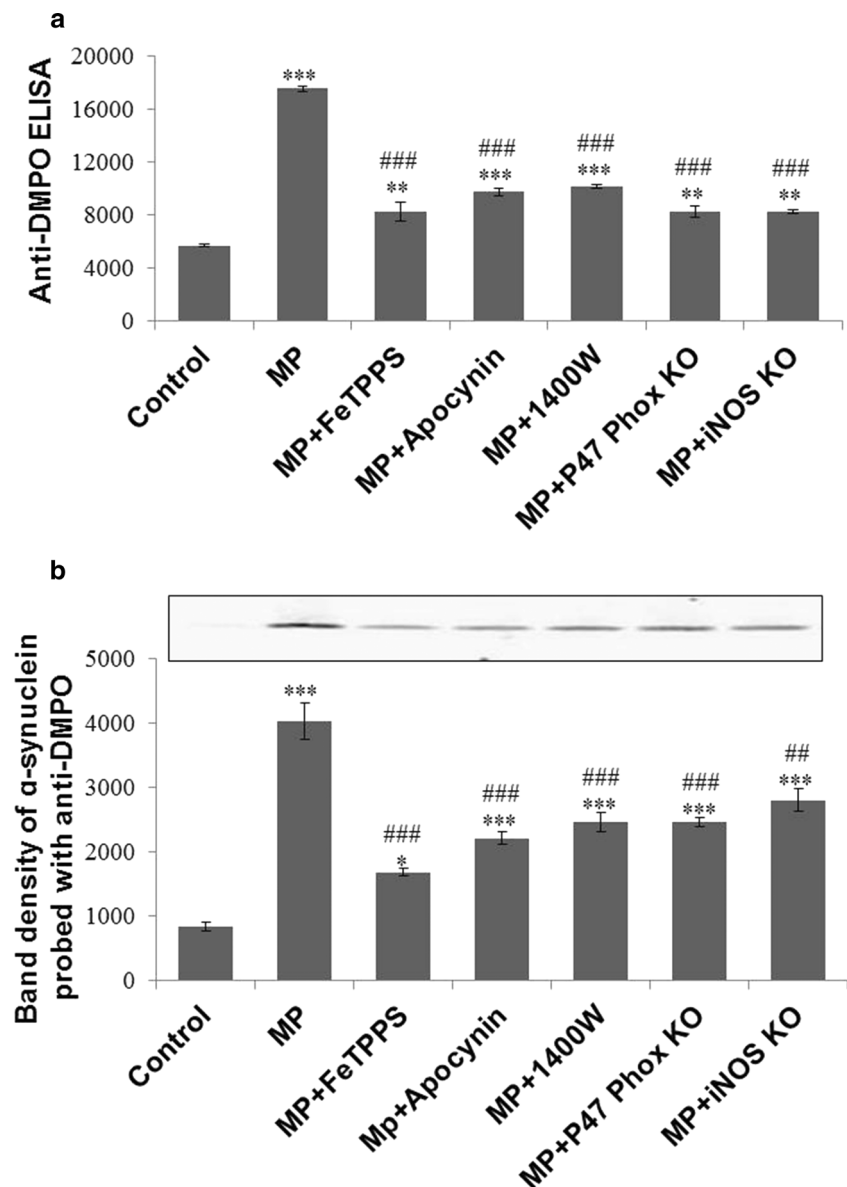 a
Anti-DMPO ELISA
20000
16000
12000
8000
4000
0
***
###
**
###
***
###
***
###
**
###
**
Control
MP
MP+FeTPPS
MP+Apocynin
MP+1400W
MP+P47 Phox KO
MP+iNOS KO
b
Band density of α-synuclein
probed with anti-DMPO
5000
4000
3000
2000
1000
0
***
###
*
###
***
###
***
###
***
##
***
Control
MP
MP+FeTPPS
Mp+Apocynin
MP+1400W
MP+P47 Phox KO
MP+iNOS KO